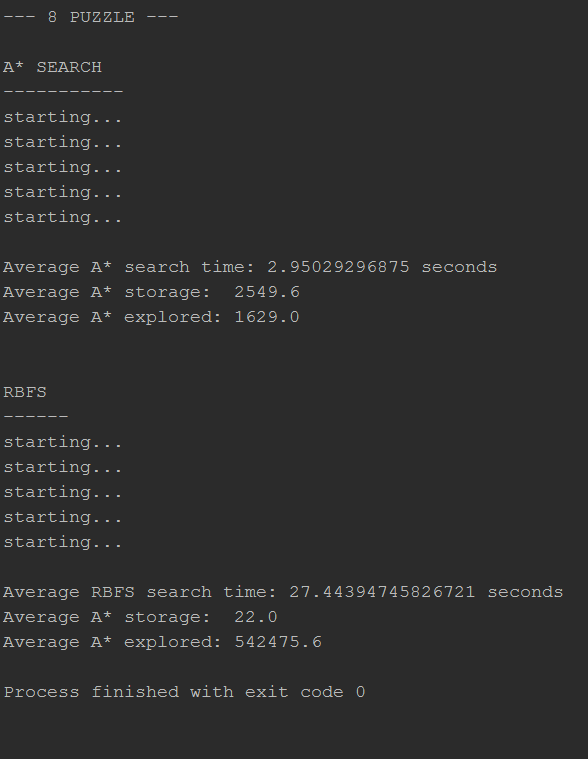 --- 8 PUZZLE ---
A* SEARCH
-----------
starting...
starting...
starting...
starting...
starting...
Average A* search time: 2.95029296875 seconds
Average A* storage:  2549.6
Average A* explored: 1629.0
RBFS
------
starting...
starting...
starting...
starting...
starting...
Average RBFS search time: 27.44394745826721 seconds
Average A* storage:  22.0
Average A* explored: 542475.6
Process finished with exit code 0